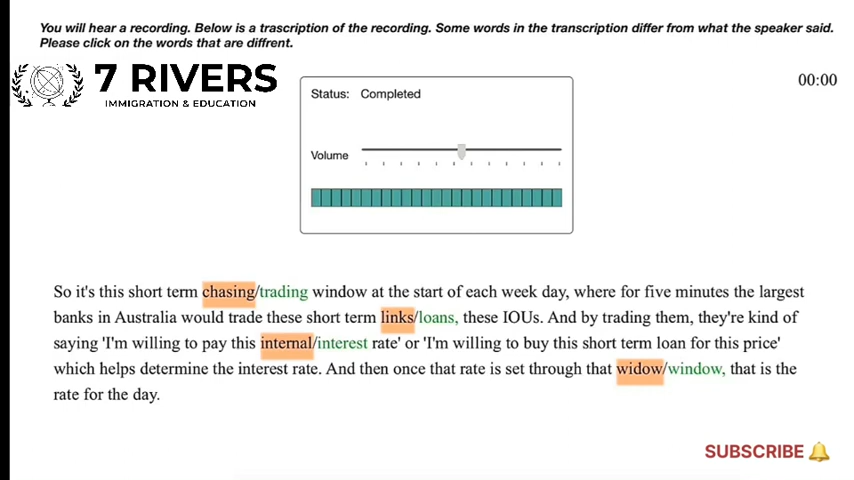 You will hear a recording. Below is a trascription of the recording. Some words in the transcription differ from what the speaker said.
Please click on the words that are diffrent.
7 RIVERS
IMMIGRATION & EDUCATION
00:00
Status: Completed
Volume
So it's this short term chasing/trading window at the start of each week day, where for five minutes the largest
banks in Australia would trade these short term links/loans, these IOUs. And by trading them, they're kind of
saying 'I'm willing to pay this internal/interest rate' or 'I'm willing to buy this short term loan for this price'
which helps determine the interest rate. And then once that rate is set through that widow/window, that is the
rate for the day.
SUBSCRIBE